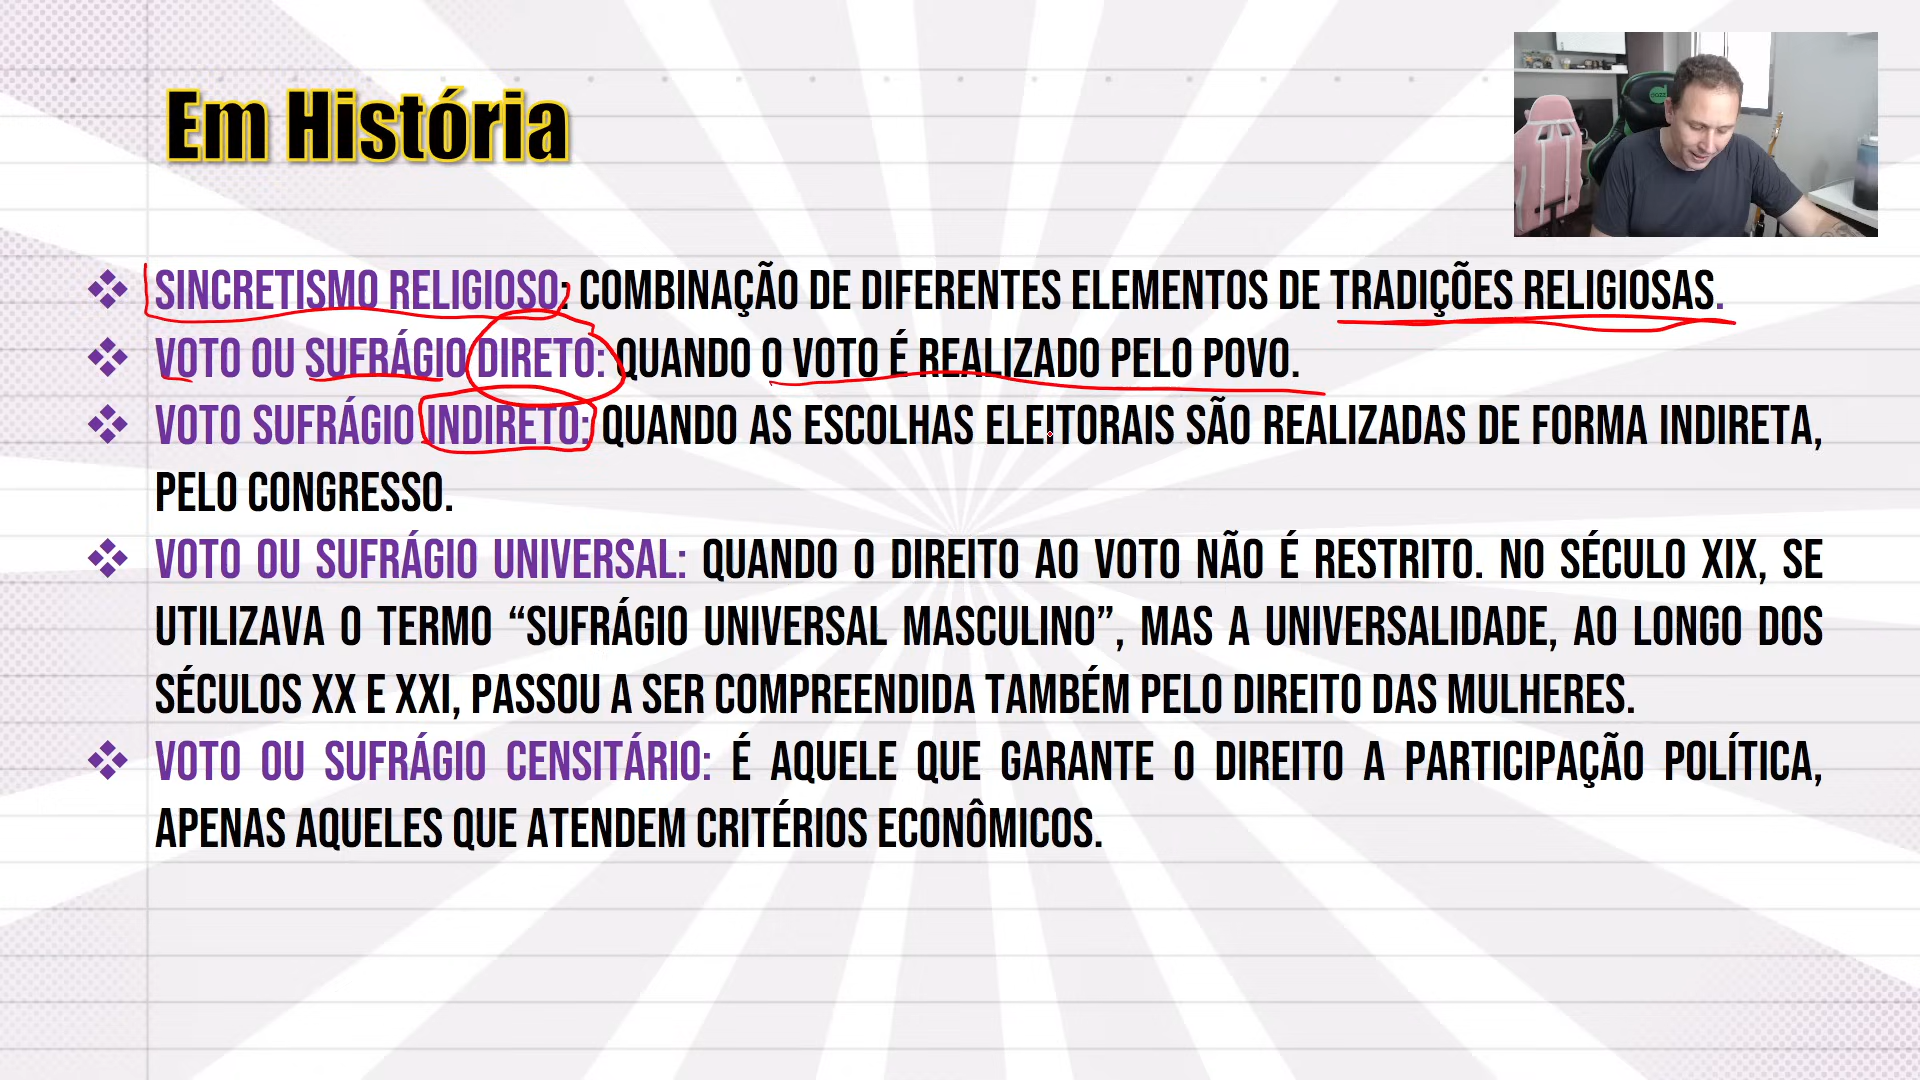 Em História
SINCRETISMO RELIGIOSO: COMBINAÇÃO DE DIFERENTES ELEMENTOS DE TRADIÇÕES RELIGIOSAS.
VOTO OU SUFRÁGIO DIRETO: QUANDO O VOTO É REALIZADO PELO POVO.
VOTO SUFRÁGIO INDIRETO: QUANDO AS ESCOLHAS ELEITORAIS SÃO REALIZADAS DE FORMA INDIRETA,
PELO CONGRESSO.
VOTO OU SUFRÁGIO UNIVERSAL: QUANDO O DIREITO AO VOTO NÃO É RESTRITO. NO SÉCULO XIX, SE
UTILIZAVA O TERMO “SUFRÁGIO UNIVERSAL MASCULINO”, MAS A UNIVERSALIDADE, AO LONGO DOS
SÉCULOS XX E XXI, PASSOU A SER COMPREENDIDA TAMBÉM PELO DIREITO DAS MULHERES.
VOTO OU SUFRÁGIO CENSITÁRIO: É AQUELE QUE GARANTE O DIREITO A PARTICIPAÇÃO POLÍTICA,
APENAS AQUELES QUE ATENDEM CRITÉRIOS ECONÔMICOS.